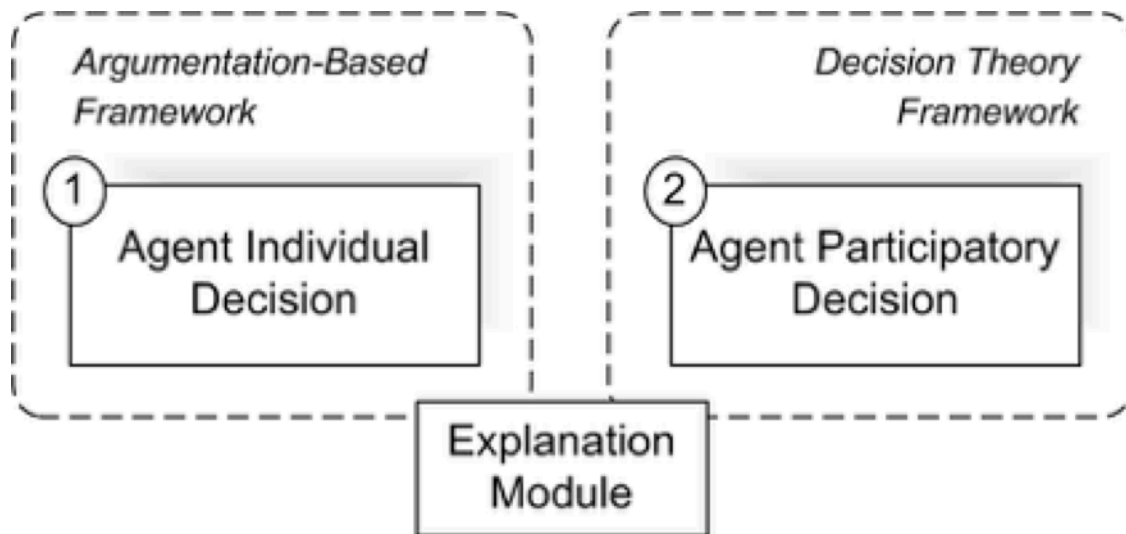 Argumentation-Based
Framework
1
Agent Individual
Decision
Decision Theory
Framework
2
Agent Participatory
Decision
Explanation
Module